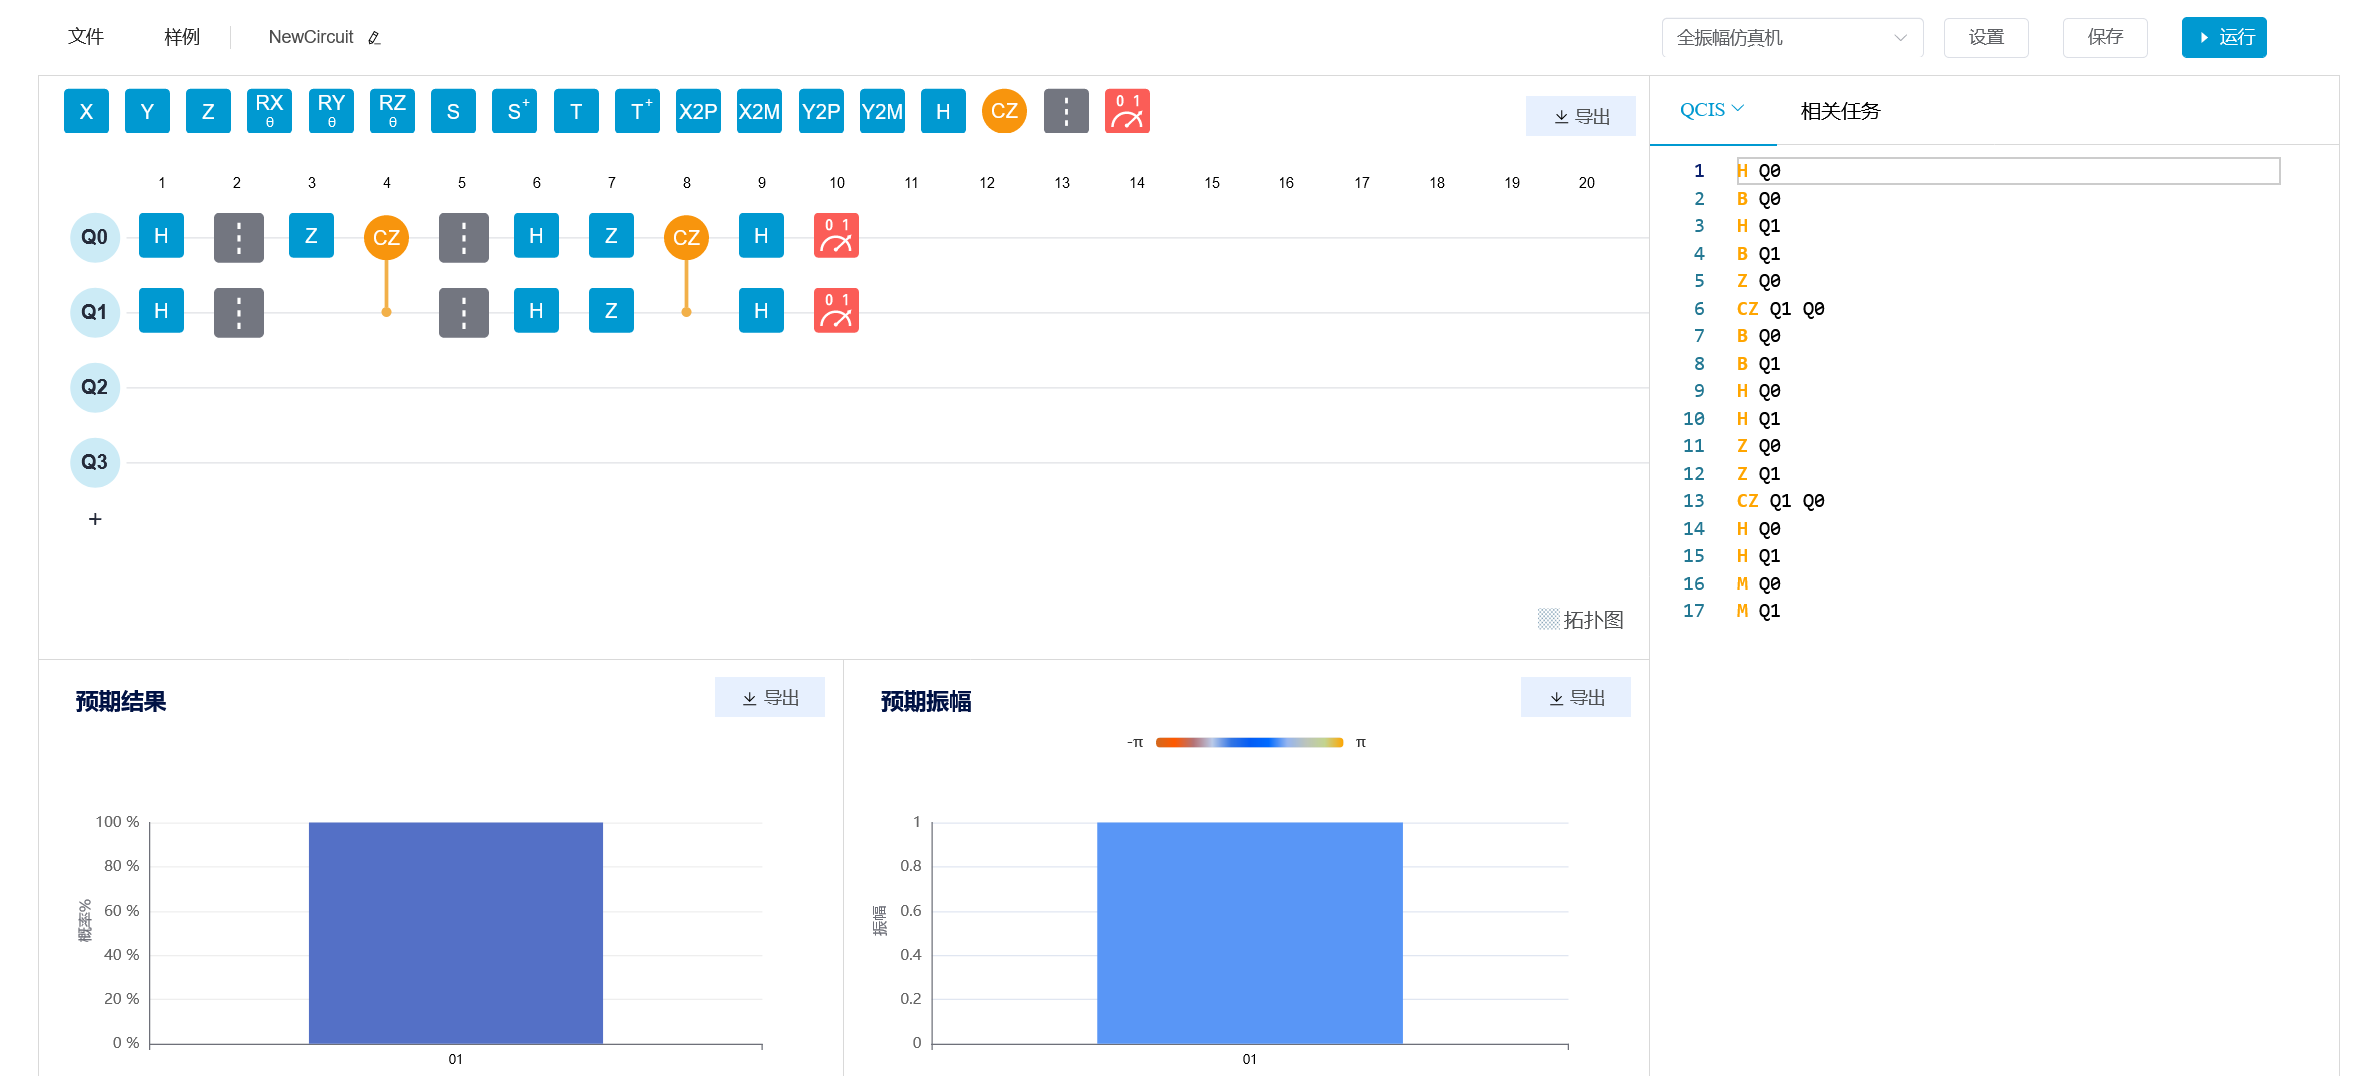 文件 样例 NewCircuit 全振幅仿真机 设置 保存 运行
X Y Z RX θ RY θ RZ θ S S+ T T+ X2P X2M Y2P Y2M H CZ 0 1 导出
QCIS 相关任务
1 2 3 4 5 6 7 8 9 10 11 12 13 14 15 16 17 18 19 20
Q0 H Z CZ H Z CZ H 0 1
Q1 H H Z H 0 1
Q2
Q3
+
拓扑图
1 H Q0
2 B Q0
3 H Q1
4 B Q1
5 Z Q0
6 CZ Q1 Q0
7 B Q0
8 B Q1
9 H Q0
10 H Q1
11 Z Q0
12 Z Q1
13 CZ Q1 Q0
14 H Q0
15 H Q1
16 M Q0
17 M Q1
预期结果 导出
概率%
100 %
80 %
60 %
40 %
20 %
0 %
01
预期振幅 导出
-π π
振幅
1
0.8
0.6
0.4
0.2
0
01